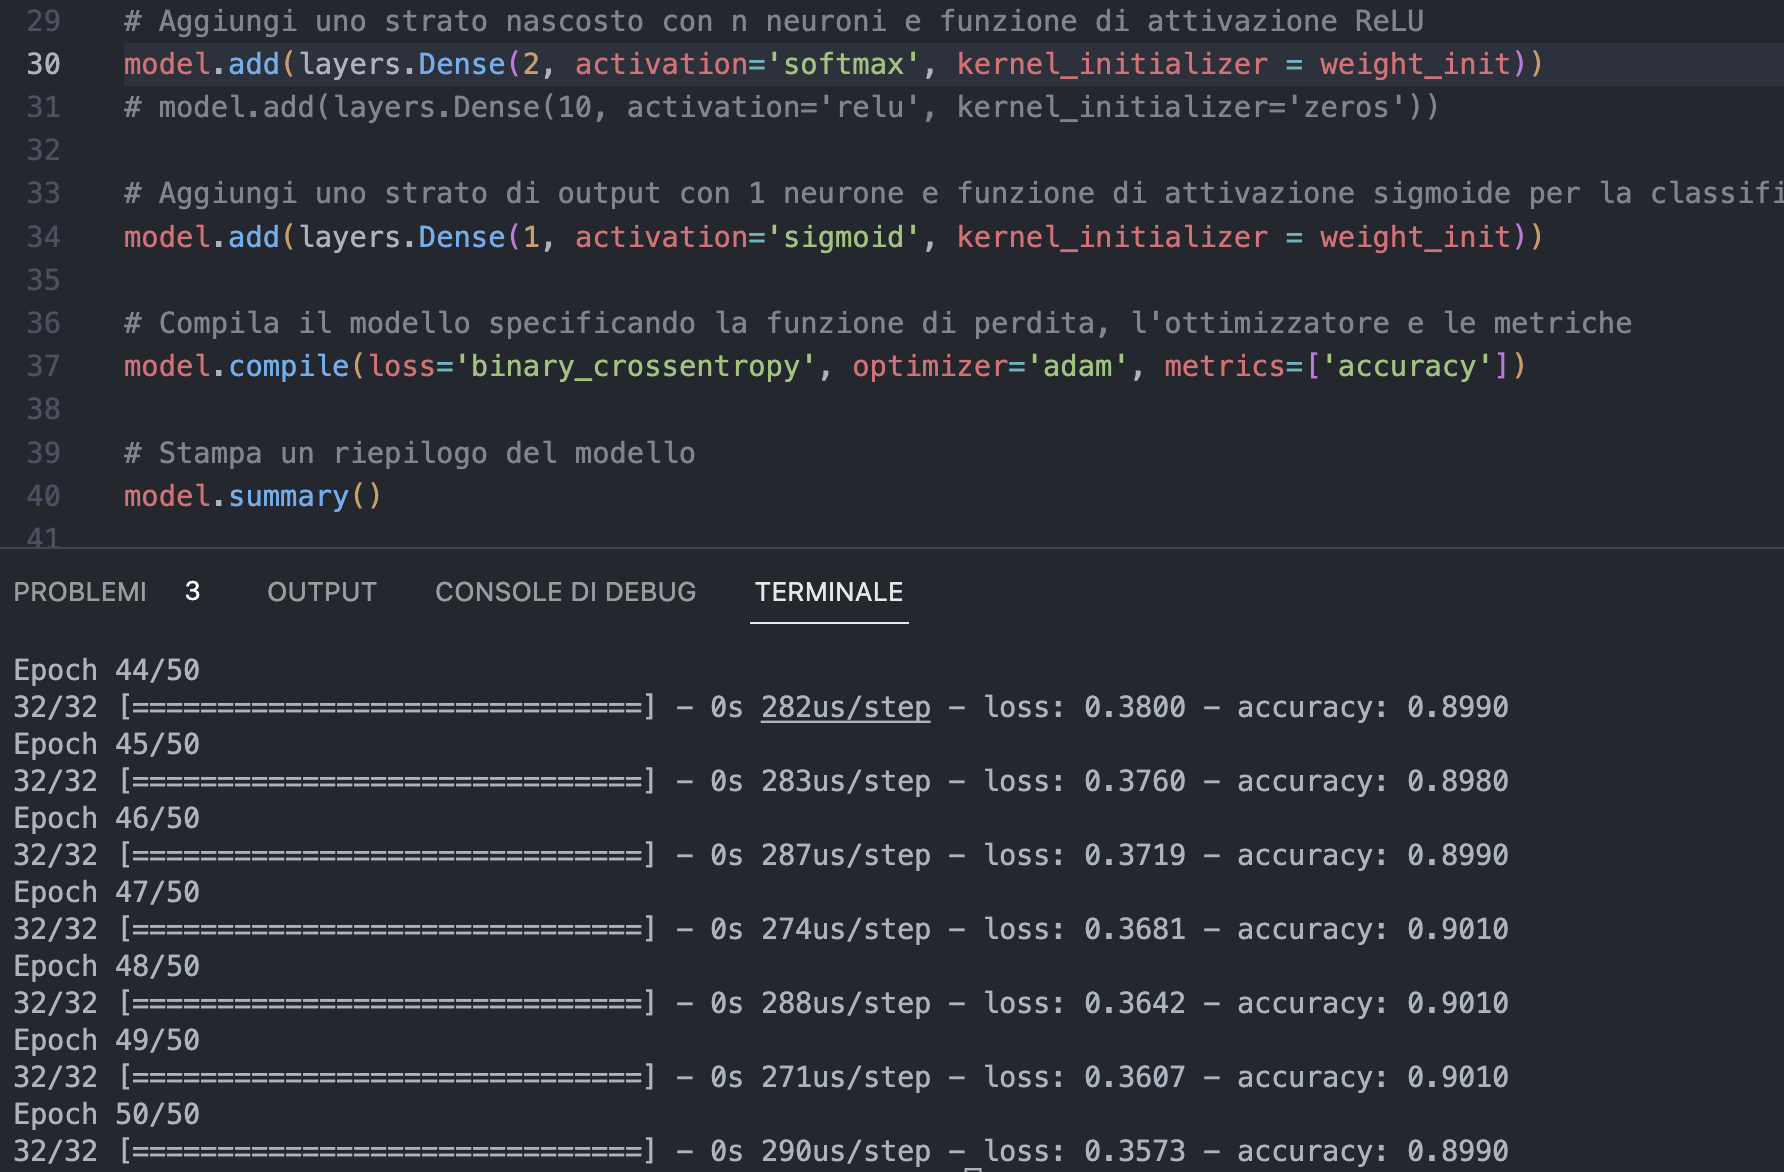 29 # Aggiungi uno strato nascosto con n neuroni e funzione di attivazione ReLU
30 model.add(layers.Dense(2, activation='softmax', kernel_initializer = weight_init))
31 # model.add(layers.Dense(10, activation='relu', kernel_initializer='zeros'))
32
33 # Aggiungi uno strato di output con 1 neurone e funzione di attivazione sigmoide per la classifi
34 model.add(layers.Dense(1, activation='sigmoid', kernel_initializer = weight_init))
35
36 # Compila il modello specificando la funzione di perdita, l'ottimizzatore e le metriche
37 model.compile(loss='binary_crossentropy', optimizer='adam', metrics=['accuracy'])
38
39 # Stampa un riepilogo del modello
40 model.summary()
41
PROBLEMI 3 OUTPUT CONSOLE DI DEBUG TERMINALE
Epoch 44/50
32/32 [==============================] - 0s 282us/step - loss: 0.3800 - accuracy: 0.8990
Epoch 45/50
32/32 [==============================] - 0s 283us/step - loss: 0.3760 - accuracy: 0.8980
Epoch 46/50
32/32 [==============================] - 0s 287us/step - loss: 0.3719 - accuracy: 0.8990
Epoch 47/50
32/32 [==============================] - 0s 274us/step - loss: 0.3681 - accuracy: 0.9010
Epoch 48/50
32/32 [==============================] - 0s 288us/step - loss: 0.3642 - accuracy: 0.9010
Epoch 49/50
32/32 [==============================] - 0s 271us/step - loss: 0.3607 - accuracy: 0.9010
Epoch 50/50
32/32 [==============================] - 0s 290us/step - loss: 0.3573 - accuracy: 0.8990